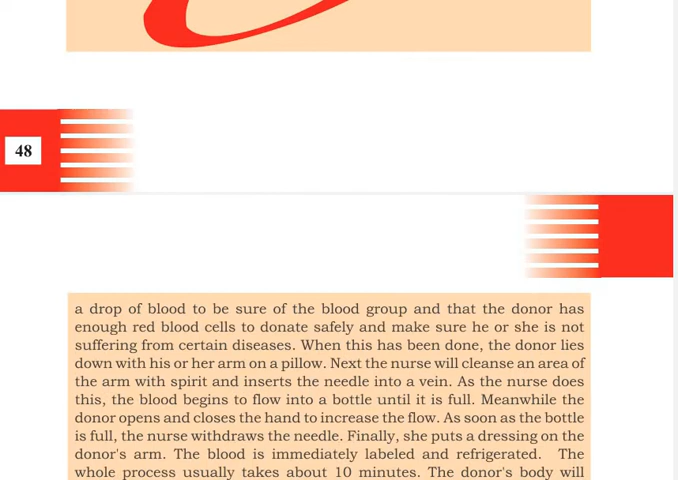 48
a drop of blood to be sure of the blood group and that the donor has
enough red blood cells to donate safely and make sure he or she is not
suffering from certain diseases. When this has been done, the donor lies
down with his or her arm on a pillow. Next the nurse will cleanse an area of
the arm with spirit and inserts the needle into a vein. As the nurse does
this, the blood begins to flow into a bottle until it is full. Meanwhile the
donor opens and closes the hand to increase the flow. As soon as the bottle
is full, the nurse withdraws the needle. Finally, she puts a dressing on the
donor's arm. The blood is immediately labeled and refrigerated. The
whole process usually takes about 10 minutes. The donor's body will